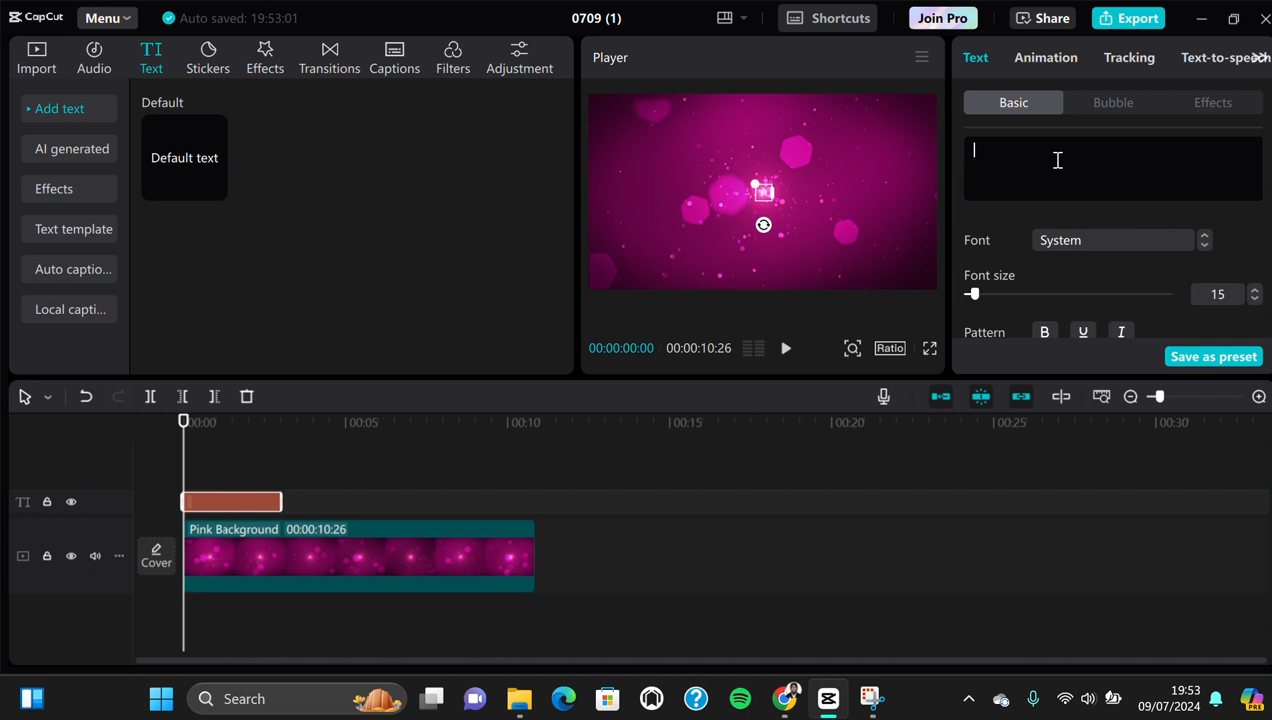 CapCut Menu Auto saved: 19:53:01 0709 (1) Shortcuts Join Pro Share Export
Import Audio Text Stickers Effects Transitions Captions Filters Adjustment
Add text
AI generated
Effects
Text template
Auto captio...
Local capti...
Default
Default text
Player
00:00:00:00 00:00:10:26 Ratio
Text Animation Tracking Text-to-speech
Basic Bubble Effects
Font System
Font size
15
Pattern B U I
Save as preset
00:00 00:05 00:10 00:15 00:20 00:25 00:30
TI
Cover
Pink Background 00:00:10:26
Search
19:53
09/07/2024
PRE